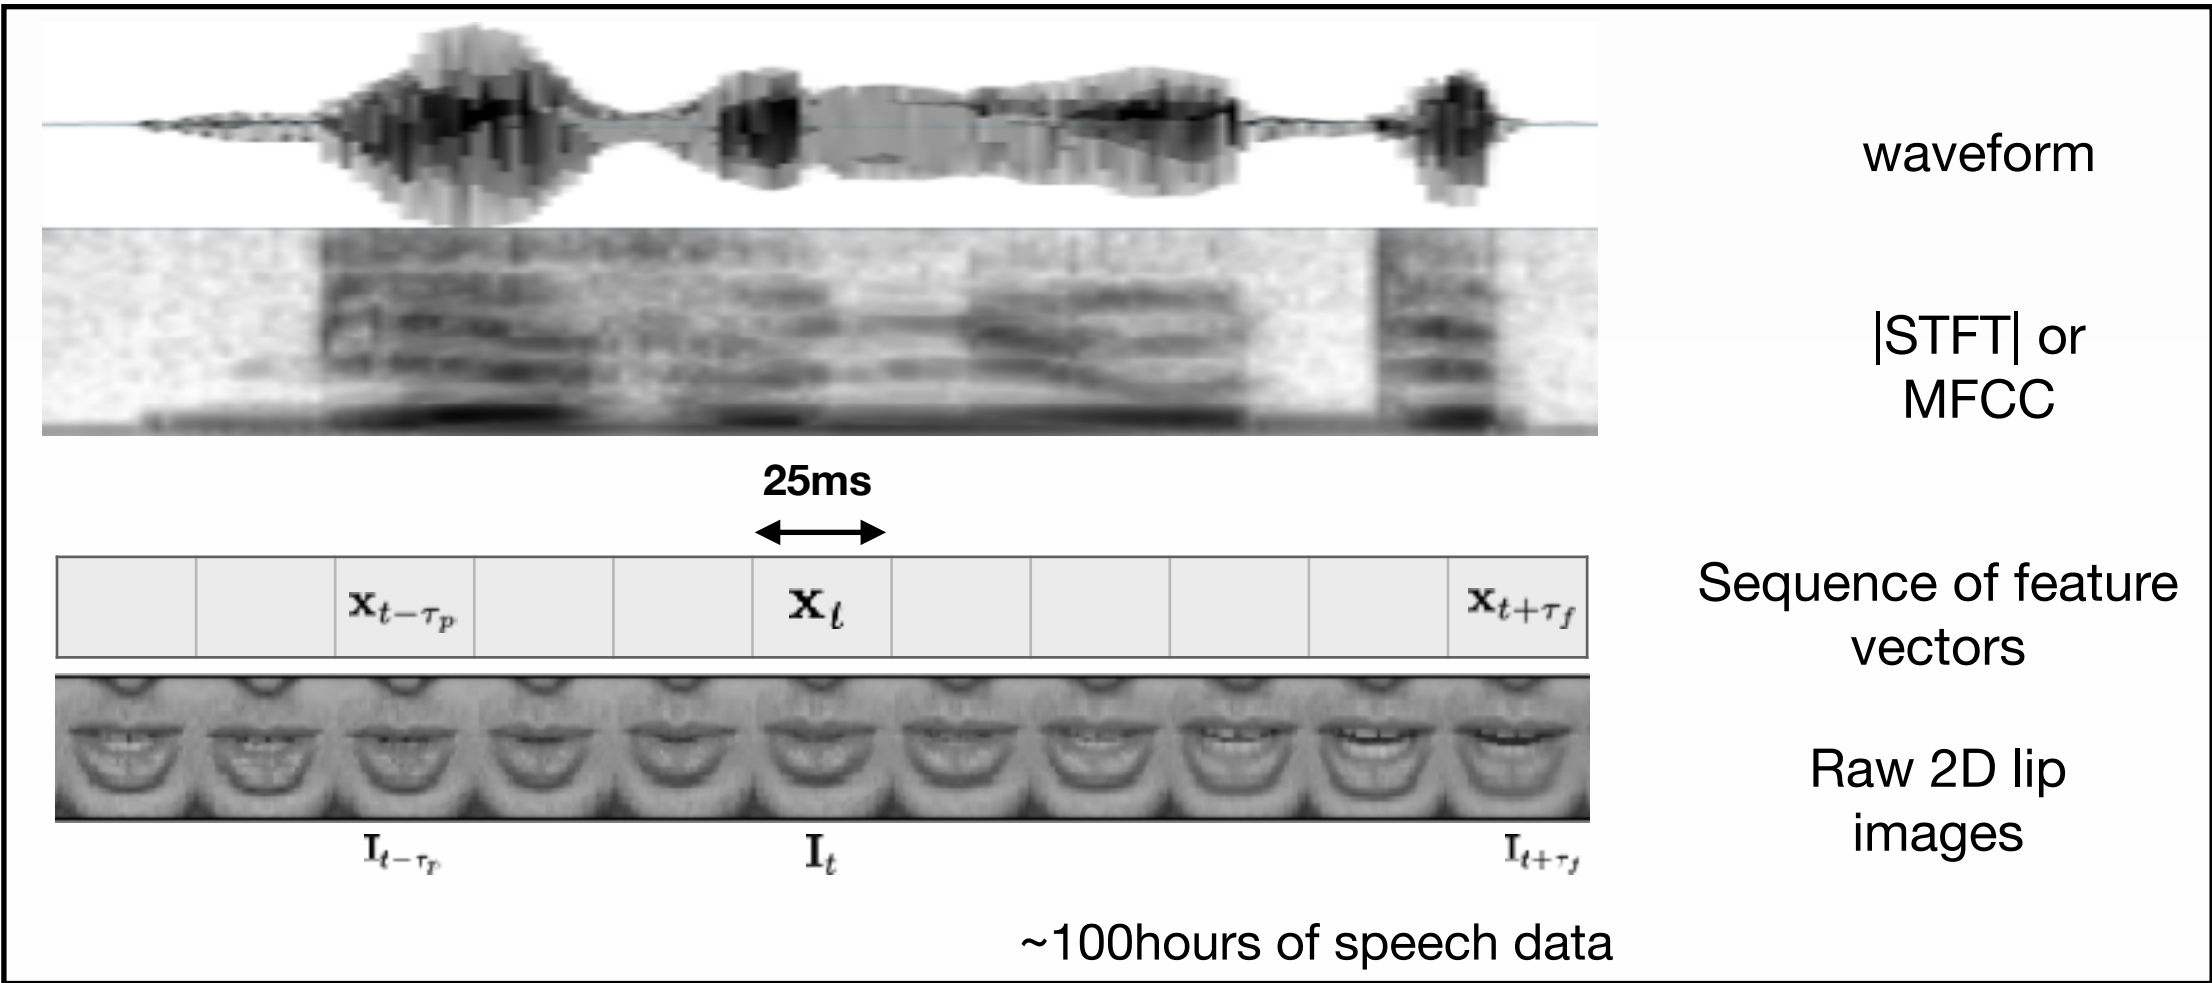 waveform
|STFT| or
MFCC
25ms
x_{t−τ_p} x_t x_{t+τ_f}
Sequence of feature
vectors
Raw 2D lip
images
I_{t−τ_p} I_t I_{t+τ_f}
~100hours of speech data